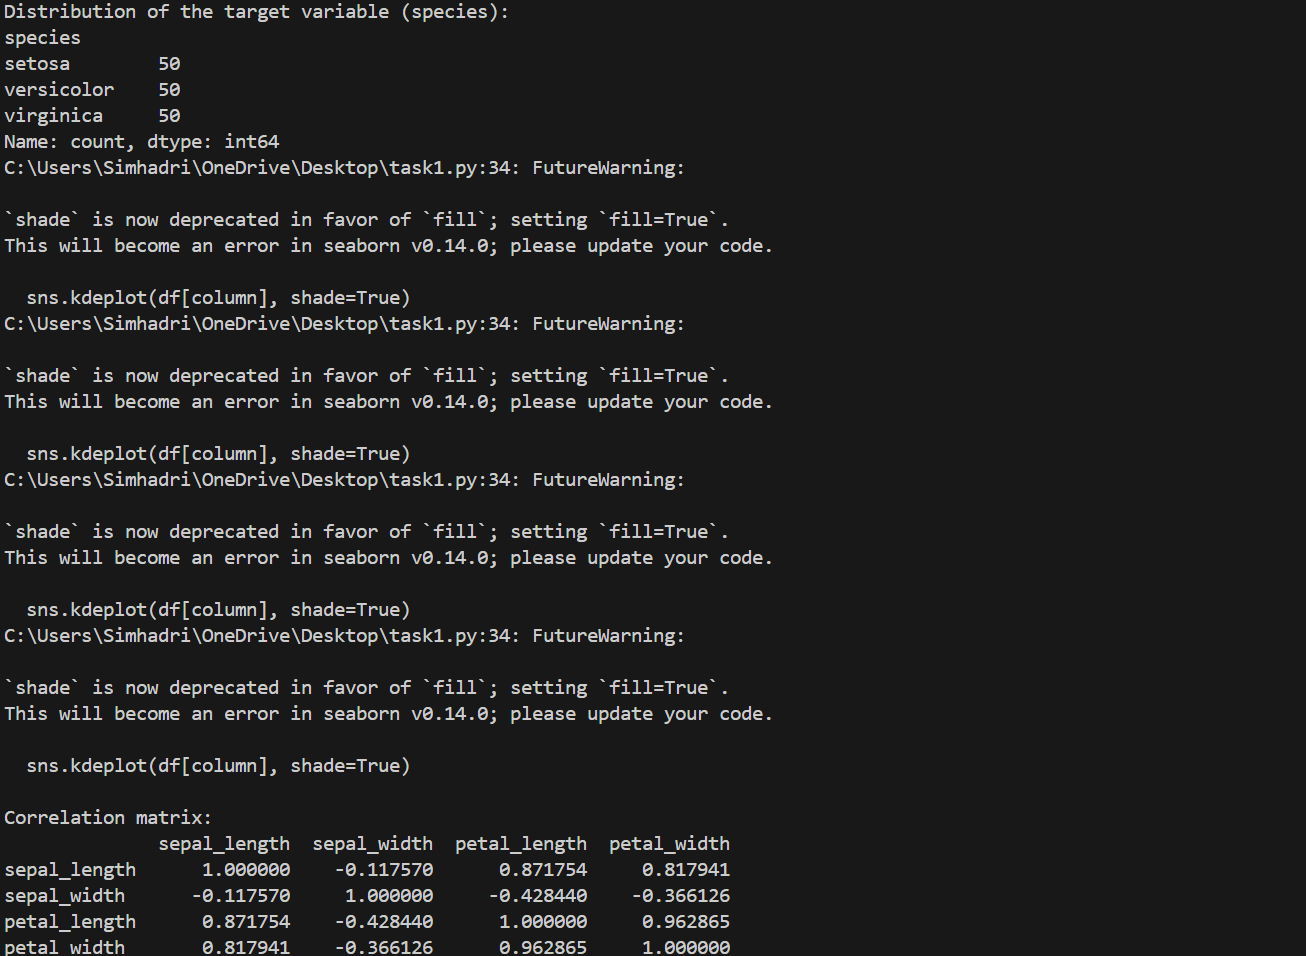 Distribution of the target variable (species):
species
setosa        50
versicolor    50
virginica     50
Name: count, dtype: int64
C:\Users\Simhadri\OneDrive\Desktop\task1.py:34: FutureWarning:

`shade` is now deprecated in favor of `fill`; setting `fill=True`.
This will become an error in seaborn v0.14.0; please update your code.

  sns.kdeplot(df[column], shade=True)
C:\Users\Simhadri\OneDrive\Desktop\task1.py:34: FutureWarning:

`shade` is now deprecated in favor of `fill`; setting `fill=True`.
This will become an error in seaborn v0.14.0; please update your code.

  sns.kdeplot(df[column], shade=True)
C:\Users\Simhadri\OneDrive\Desktop\task1.py:34: FutureWarning:

`shade` is now deprecated in favor of `fill`; setting `fill=True`.
This will become an error in seaborn v0.14.0; please update your code.

  sns.kdeplot(df[column], shade=True)
C:\Users\Simhadri\OneDrive\Desktop\task1.py:34: FutureWarning:

`shade` is now deprecated in favor of `fill`; setting `fill=True`.
This will become an error in seaborn v0.14.0; please update your code.

  sns.kdeplot(df[column], shade=True)

Correlation matrix:
              sepal_length  sepal_width  petal_length  petal_width
sepal_length      1.000000    -0.117570      0.871754     0.817941
sepal_width      -0.117570     1.000000     -0.428440    -0.366126
petal_length      0.871754    -0.428440      1.000000     0.962865
petal_width       0.817941    -0.366126      0.962865     1.000000